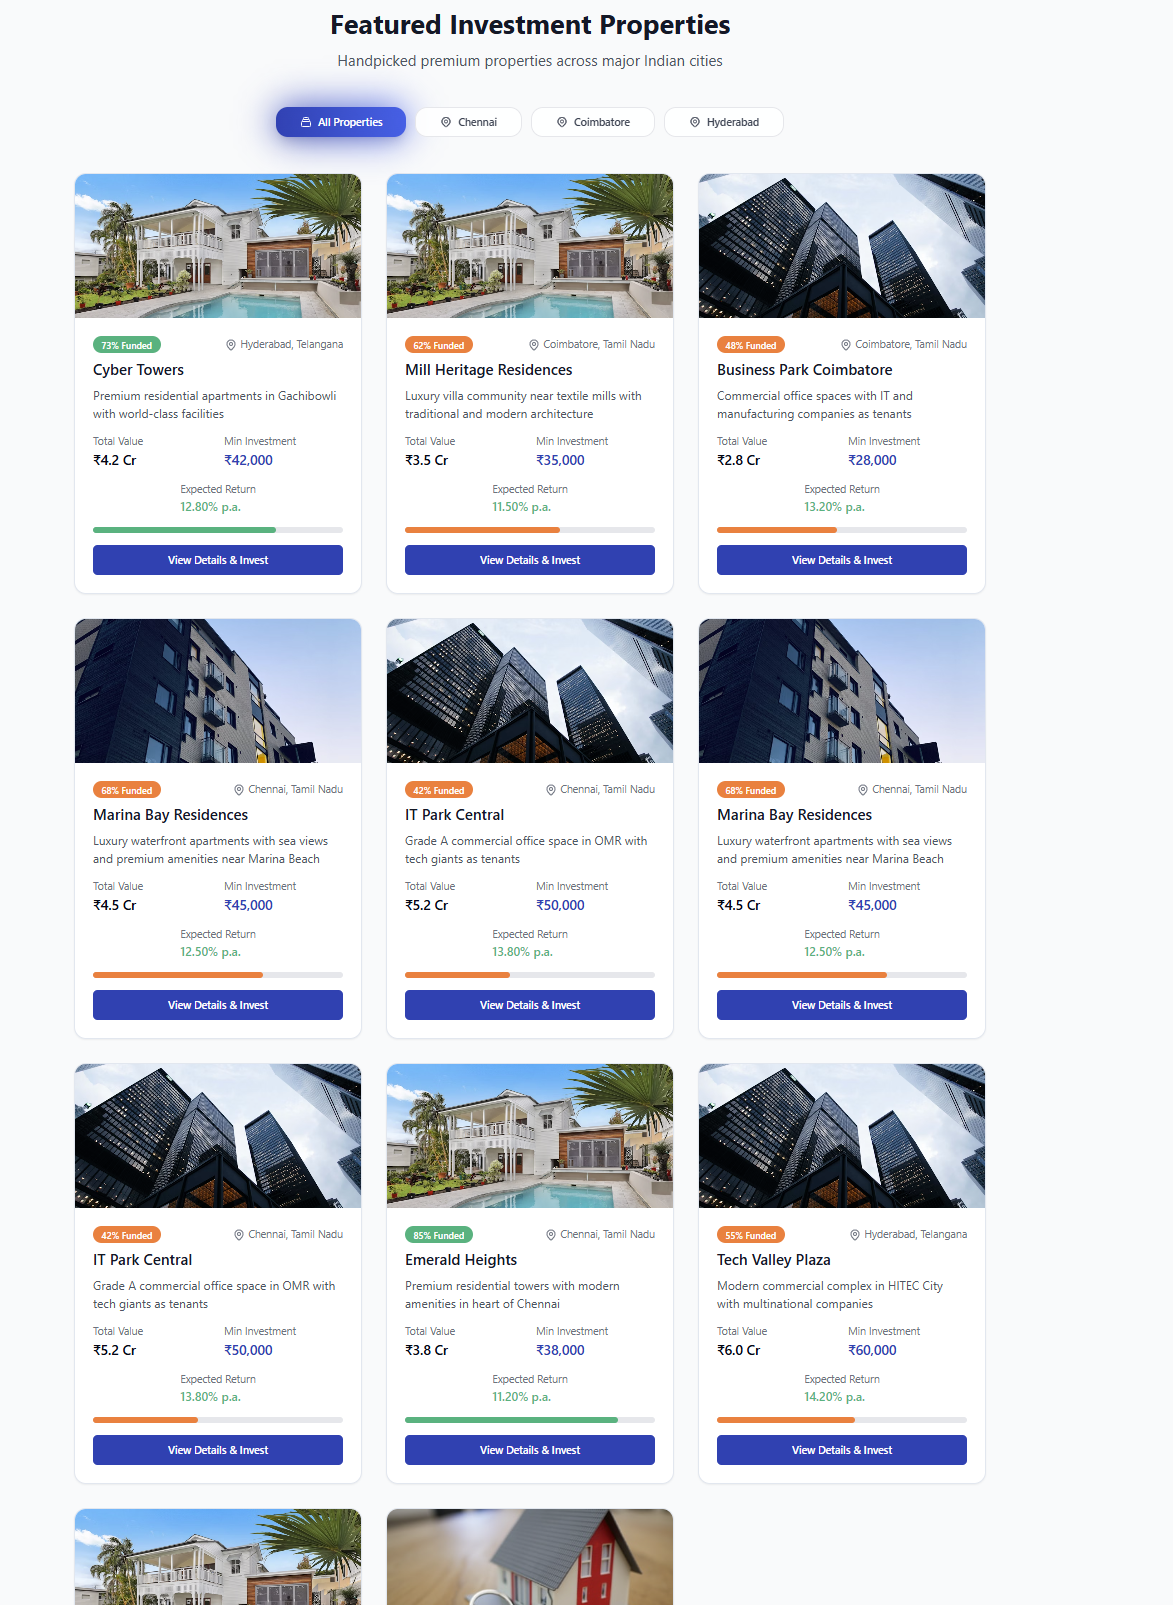 Featured Investment Properties
Handpicked premium properties across major Indian cities
All Properties
Chennai
Coimbatore
Hyderabad
73% Funded
Hyderabad, Telangana
Cyber Towers
Premium residential apartments in Gachibowli
with world-class facilities
Total Value
Min Investment
₹4.2 Cr
₹42,000
Expected Return
12.80% p.a.
View Details & Invest
62% Funded
Coimbatore, Tamil Nadu
Mill Heritage Residences
Luxury villa community near textile mills with
traditional and modern architecture
Total Value
Min Investment
₹3.5 Cr
₹35,000
Expected Return
11.50% p.a.
View Details & Invest
48% Funded
Coimbatore, Tamil Nadu
Business Park Coimbatore
Commercial office spaces with IT and
manufacturing companies as tenants
Total Value
Min Investment
₹2.8 Cr
₹28,000
Expected Return
13.20% p.a.
View Details & Invest
68% Funded
Chennai, Tamil Nadu
Marina Bay Residences
Luxury waterfront apartments with sea views
and premium amenities near Marina Beach
Total Value
Min Investment
₹4.5 Cr
₹45,000
Expected Return
12.50% p.a.
View Details & Invest
42% Funded
Chennai, Tamil Nadu
IT Park Central
Grade A commercial office space in OMR with
tech giants as tenants
Total Value
Min Investment
₹5.2 Cr
₹50,000
Expected Return
13.80% p.a.
View Details & Invest
68% Funded
Chennai, Tamil Nadu
Marina Bay Residences
Luxury waterfront apartments with sea views
and premium amenities near Marina Beach
Total Value
Min Investment
₹4.5 Cr
₹45,000
Expected Return
12.50% p.a.
View Details & Invest
42% Funded
Chennai, Tamil Nadu
IT Park Central
Grade A commercial office space in OMR with
tech giants as tenants
Total Value
Min Investment
₹5.2 Cr
₹50,000
Expected Return
13.80% p.a.
View Details & Invest
85% Funded
Chennai, Tamil Nadu
Emerald Heights
Premium residential towers with modern
amenities in heart of Chennai
Total Value
Min Investment
₹3.8 Cr
₹38,000
Expected Return
11.20% p.a.
View Details & Invest
55% Funded
Hyderabad, Telangana
Tech Valley Plaza
Modern commercial complex in HITEC City
with multinational companies
Total Value
Min Investment
₹6.0 Cr
₹60,000
Expected Return
14.20% p.a.
View Details & Invest